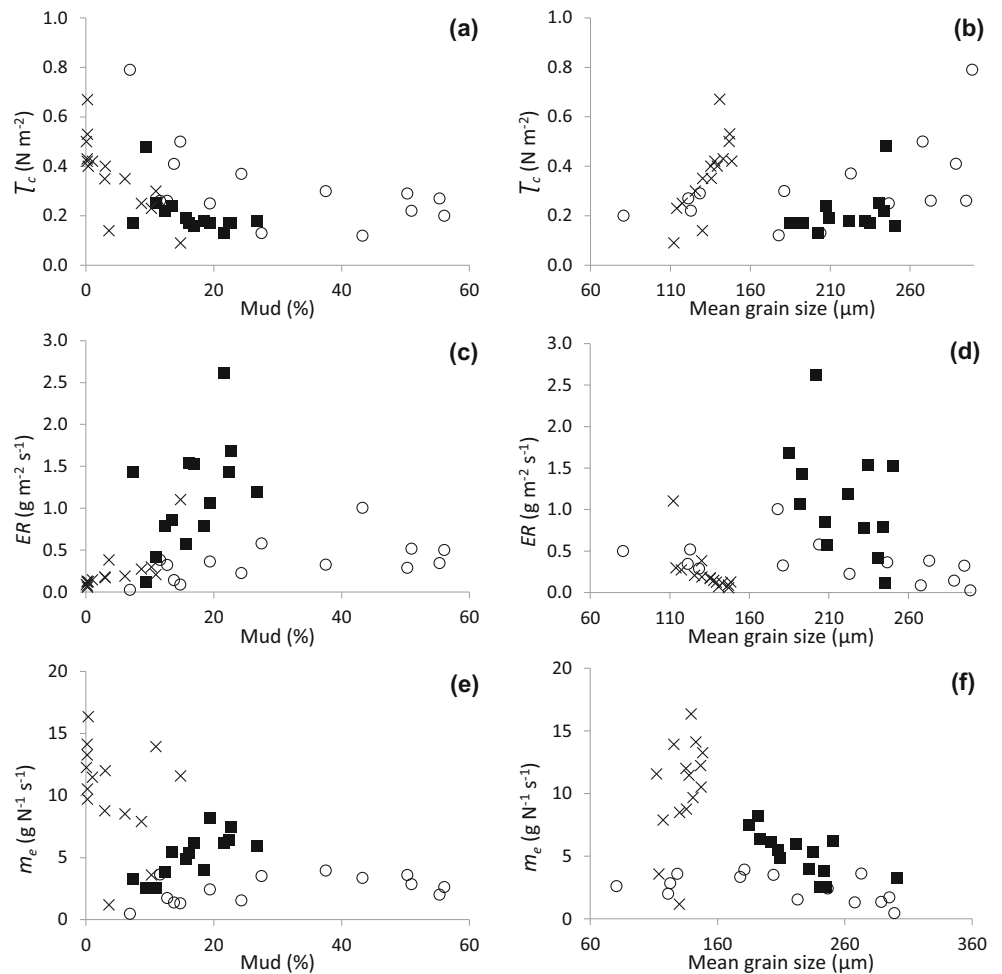 (a)
1.0
0.8
0.6
0.4
0.2
0.0
τc (N m⁻²)
0 20 40 60
Mud (%)
(b)
1.0
0.8
0.6
0.4
0.2
0.0
τc (N m⁻²)
60 110 160 210 260
Mean grain size (μm)
(c)
3.0
2.5
2.0
1.5
1.0
0.5
0.0
ER (g m⁻² s⁻¹)
0 20 40 60
Mud (%)
(d)
3.0
2.5
2.0
1.5
1.0
0.5
0.0
ER (g m⁻² s⁻¹)
60 110 160 210 260
Mean grain size (μm)
(e)
20
15
10
5
0
me (g N⁻¹ s⁻¹)
0 20 40 60
Mud (%)
(f)
20
15
10
5
0
me (g N⁻¹ s⁻¹)
60 160 260 360
Mean grain size (μm)